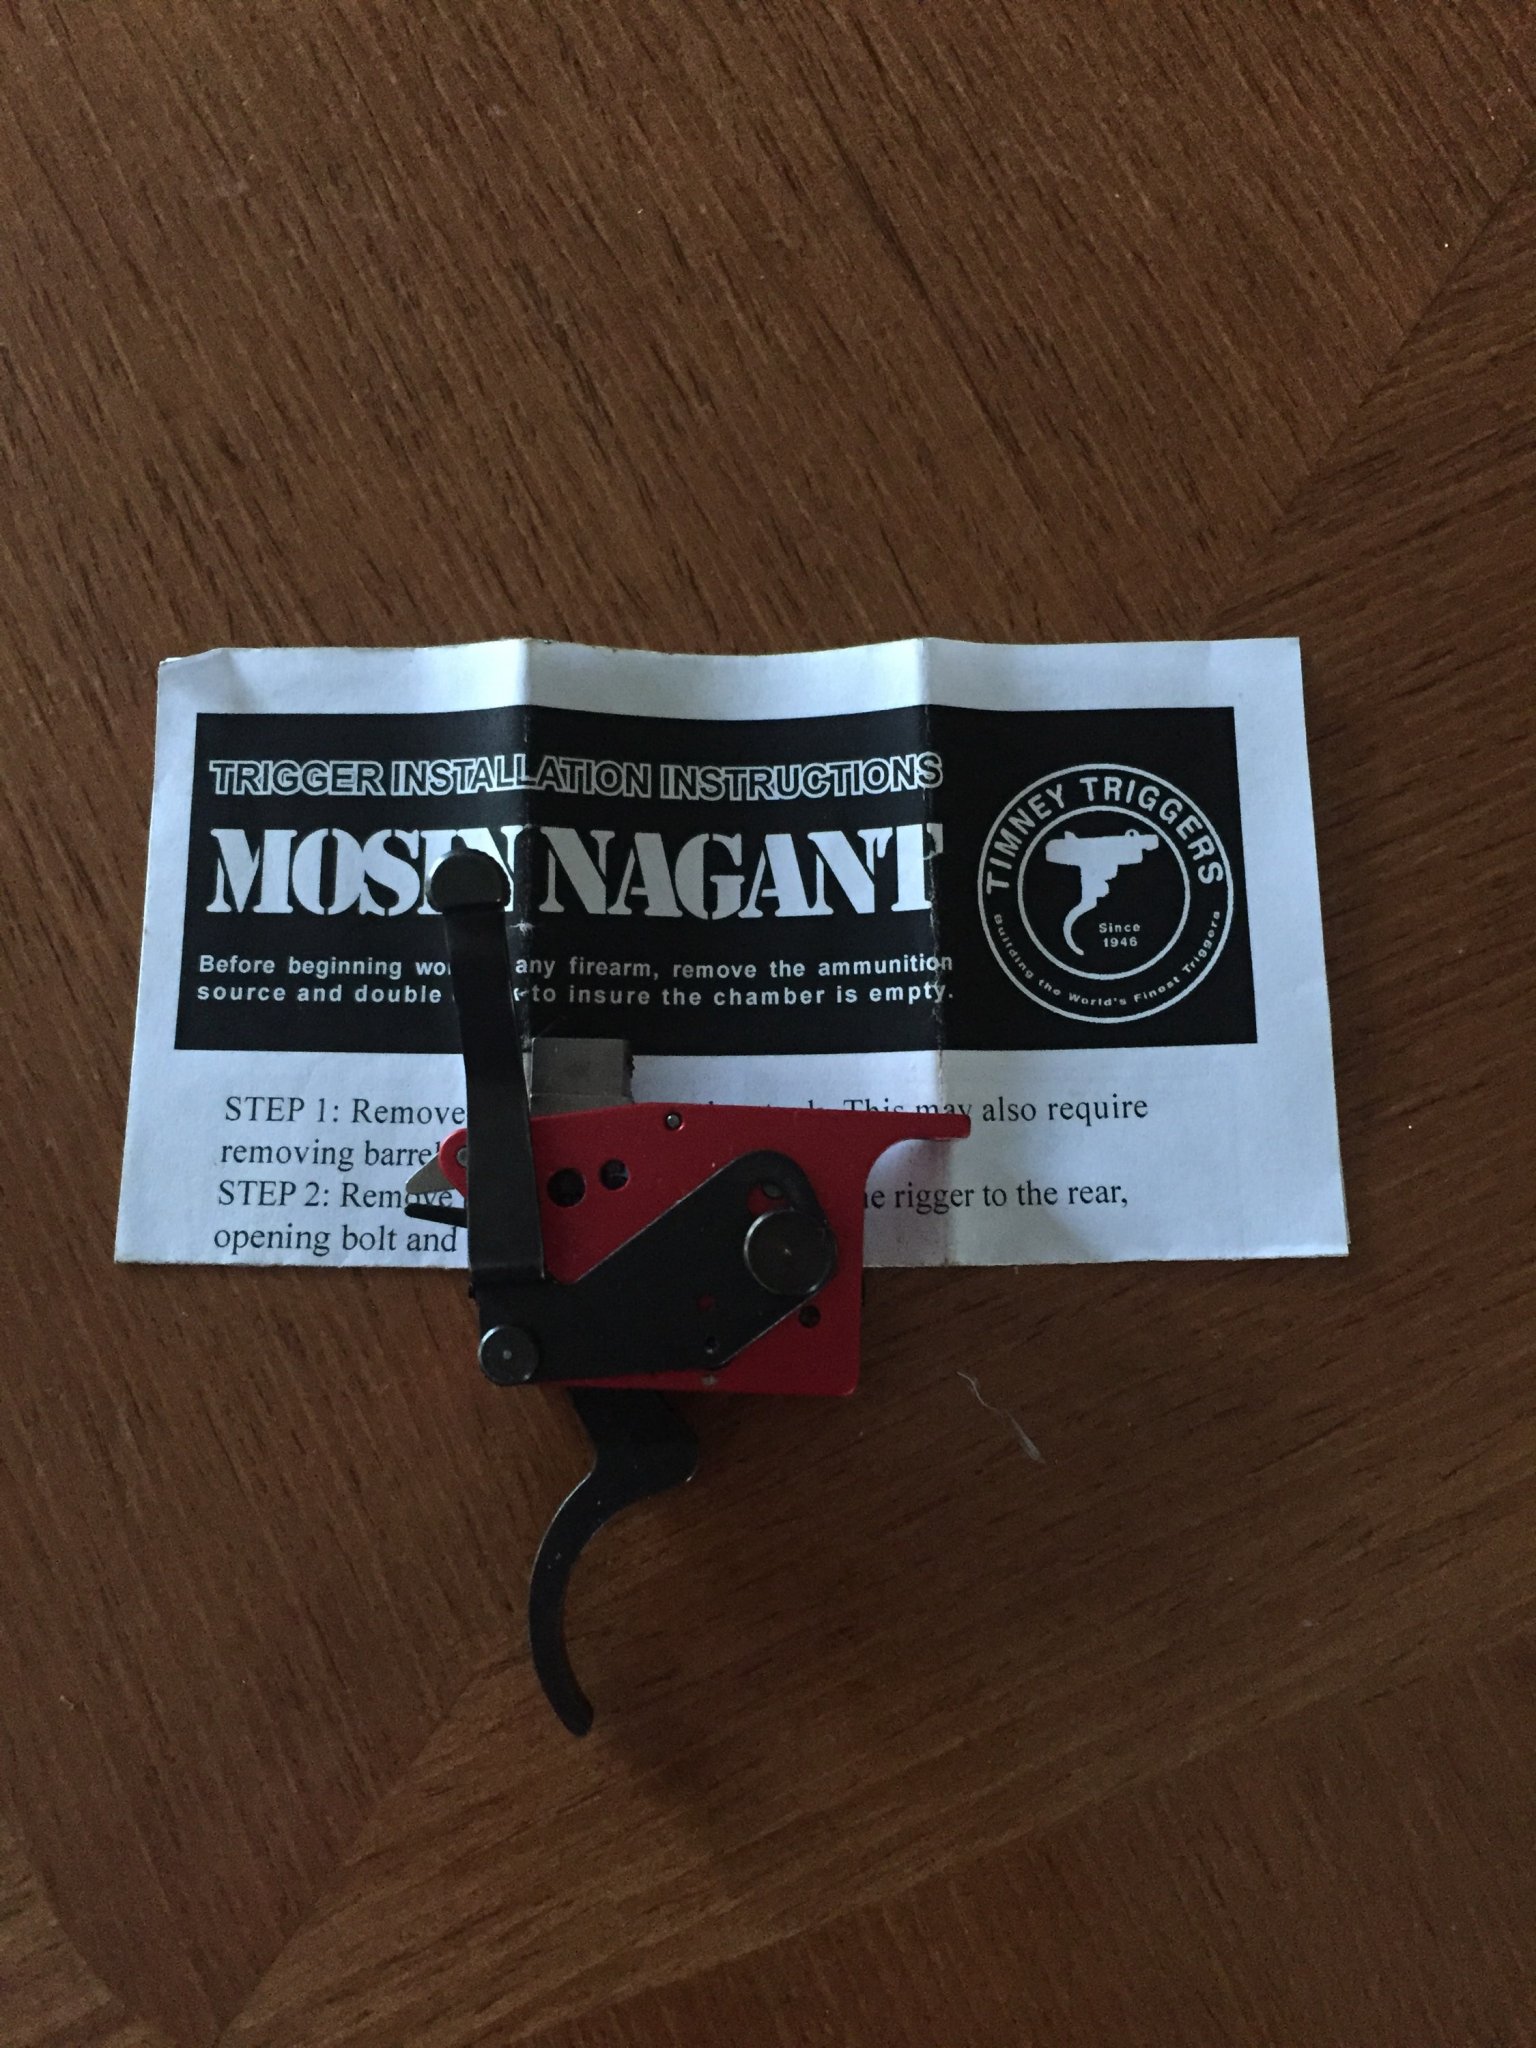 TRIGGER INSTALLATION INSTRUCTIONS
MOSIN NAGANT
Before beginning any firearm, remove the ammunition
source and double to insure the chamber is empty.
TIMNEY TRIGGERS
Since
1946
Building the World's Finest Triggers
STEP 1: Remove This may also require
removing
STEP 2: Remove rigger to the rear,
opening bolt and